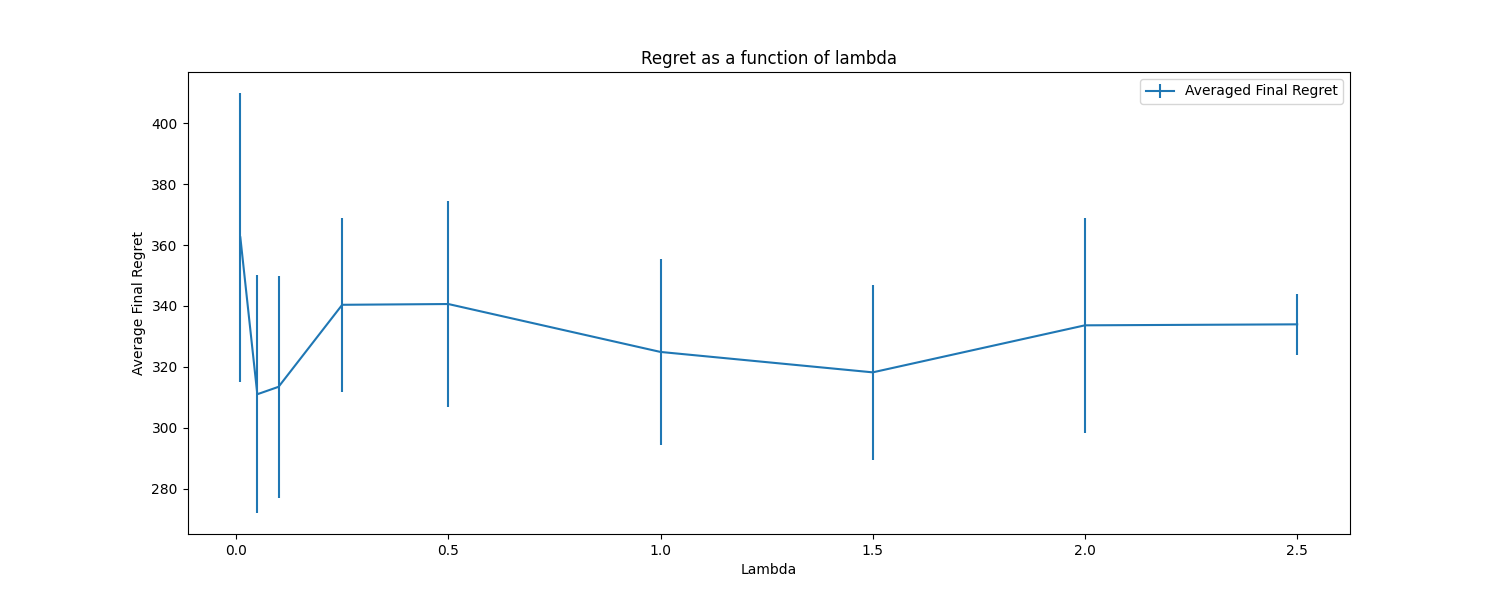 Regret as a function of lambda
Averaged Final Regret
Average Final Regret
400
380
360
340
320
300
280
0.0 0.5 1.0 1.5 2.0 2.5
Lambda